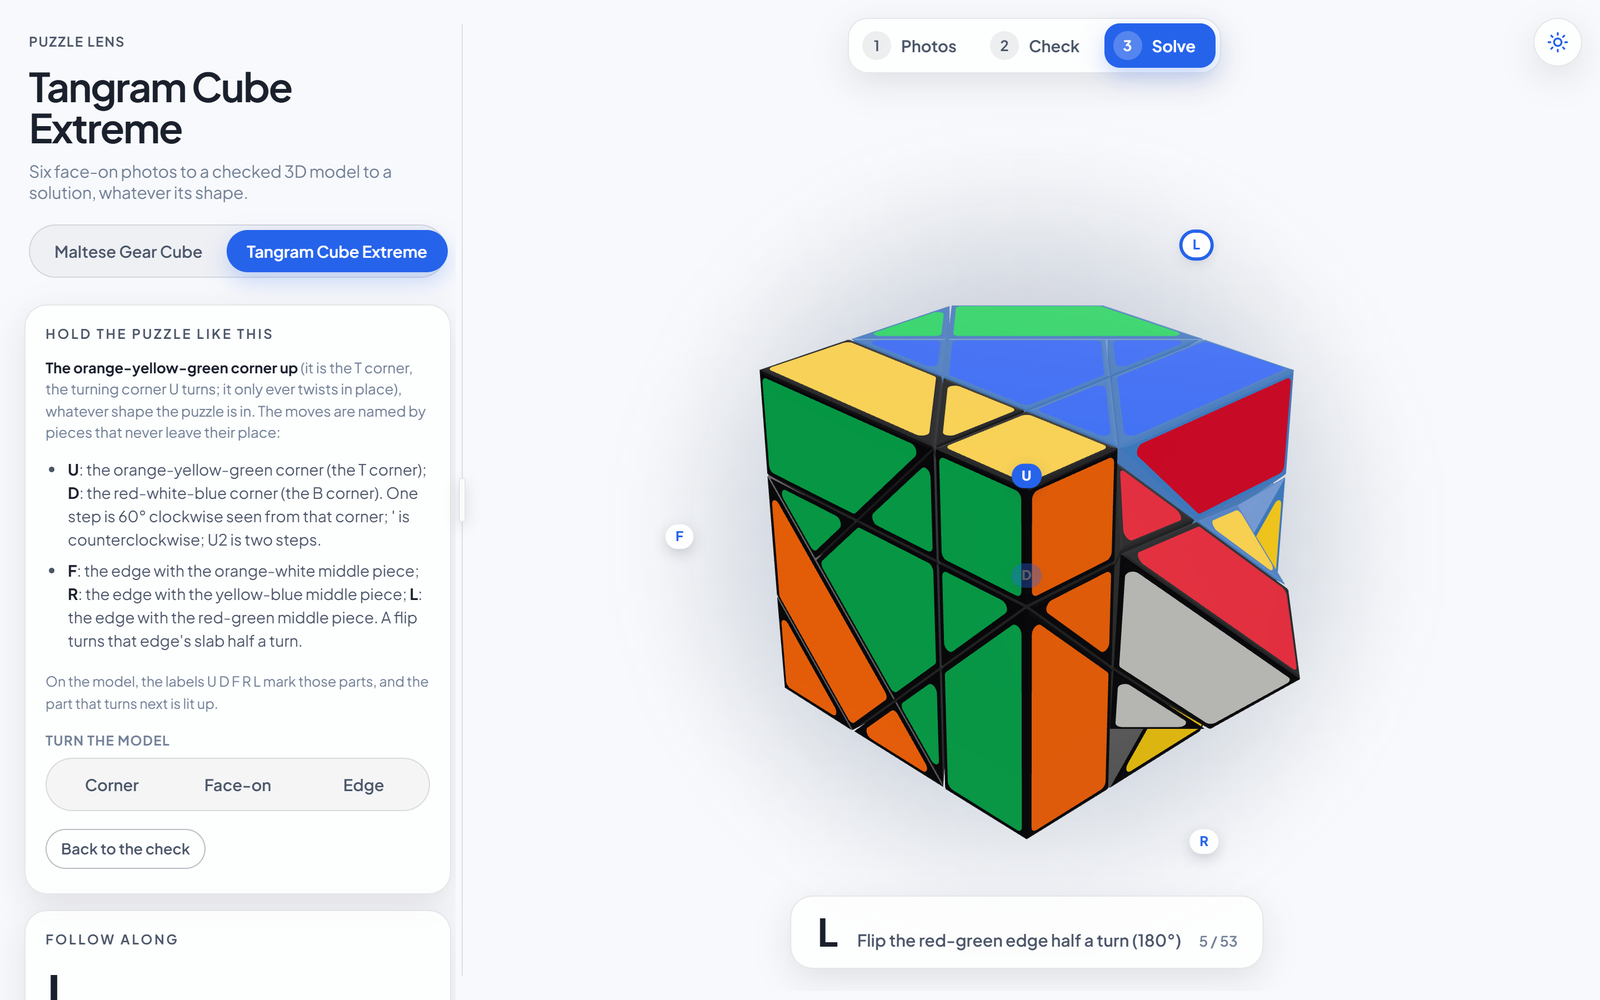 PUZZLE LENS
Tangram Cube
Extreme
Six face-on photos to a checked 3D model to a
solution, whatever its shape.
Maltese Gear Cube
Tangram Cube Extreme
HOLD THE PUZZLE LIKE THIS
The orange-yellow-green corner up (it is the T corner,
the turning corner U turns; it only ever twists in place),
whatever shape the puzzle is in. The moves are named by
pieces that never leave their place:
• U: the orange-yellow-green corner (the T corner);
D: the red-white-blue corner (the B corner). One
step is 60° clockwise seen from that corner; ' is
counterclockwise; U2 is two steps.
• F: the edge with the orange-white middle piece;
R: the edge with the yellow-blue middle piece; L:
the edge with the red-green middle piece. A flip
turns that edge's slab half a turn.
On the model, the labels U D F R L mark those parts, and the
part that turns next is lit up.
TURN THE MODEL
Corner
Face-on
Edge
Back to the check
FOLLOW ALONG
1 Photos
2 Check
3 Solve
L
U
F
D
R
L Flip the red-green edge half a turn (180°) 5 / 53